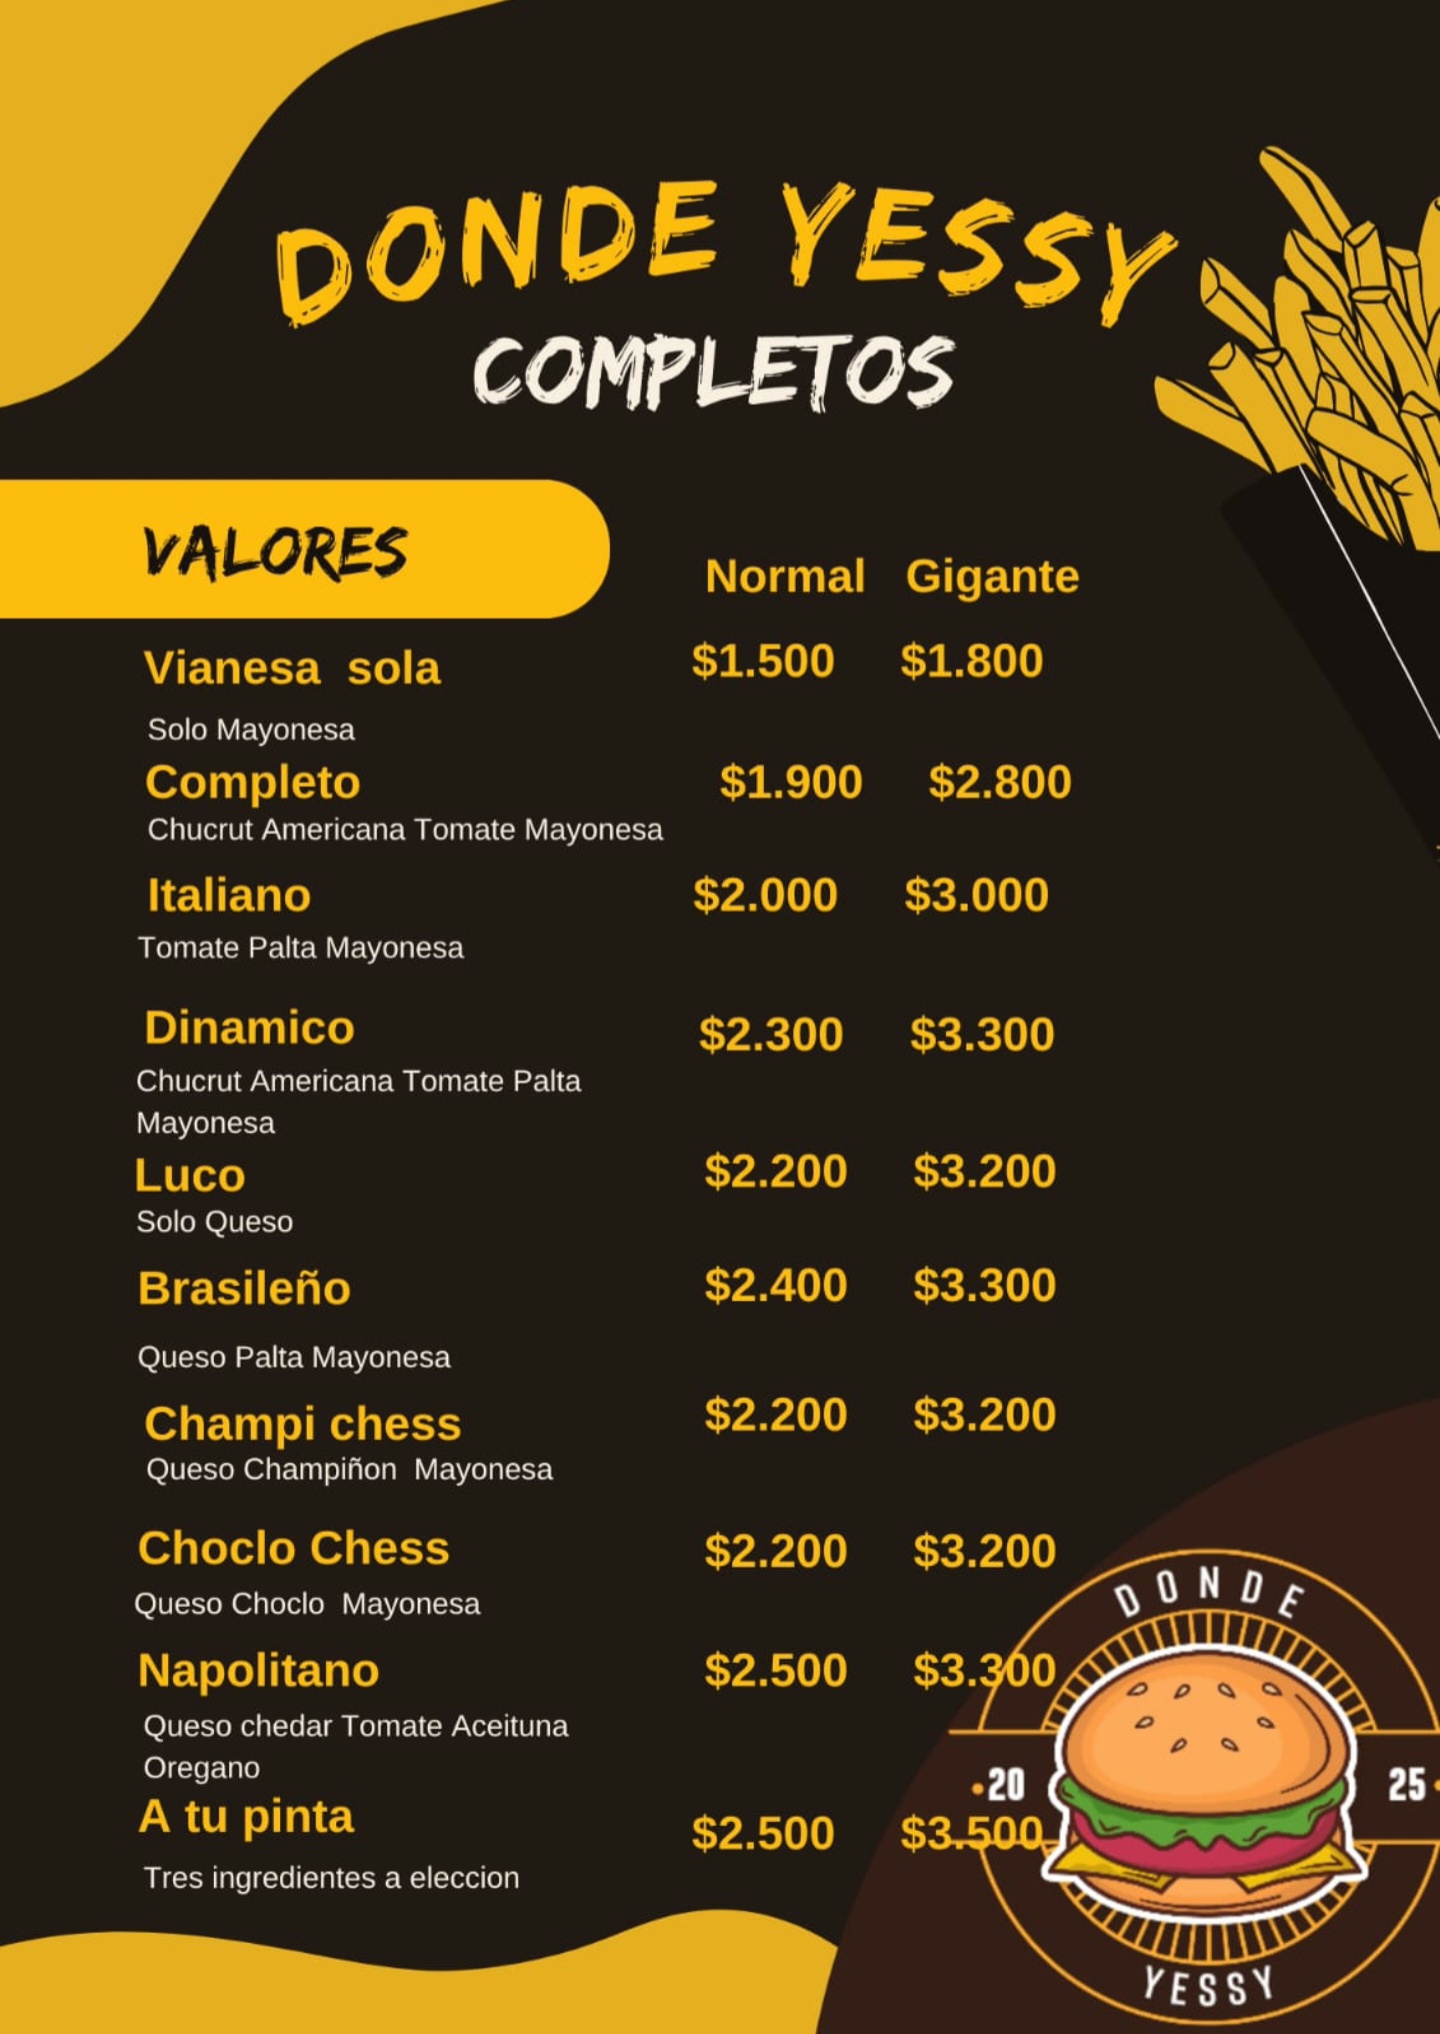 DONDE YESSY
COMPLETOS
VALORES
Normal Gigante
Vianesa sola $1.500 $1.800
Solo Mayonesa
Completo $1.900 $2.800
Chucrut Americana Tomate Mayonesa
Italiano $2.000 $3.000
Tomate Palta Mayonesa
Dinamico $2.300 $3.300
Chucrut Americana Tomate Palta
Mayonesa
Luco $2.200 $3.200
Solo Queso
Brasileño $2.400 $3.300
Queso Palta Mayonesa
Champi chess $2.200 $3.200
Queso Champiñon Mayonesa
Choclo Chess $2.200 $3.200
Queso Choclo Mayonesa
Napolitano $2.500 $3.300
Queso chedar Tomate Aceituna
Oregano
A tu pinta $2.500 $3.500
Tres ingredientes a eleccion
DONDE
20 25
YESSY